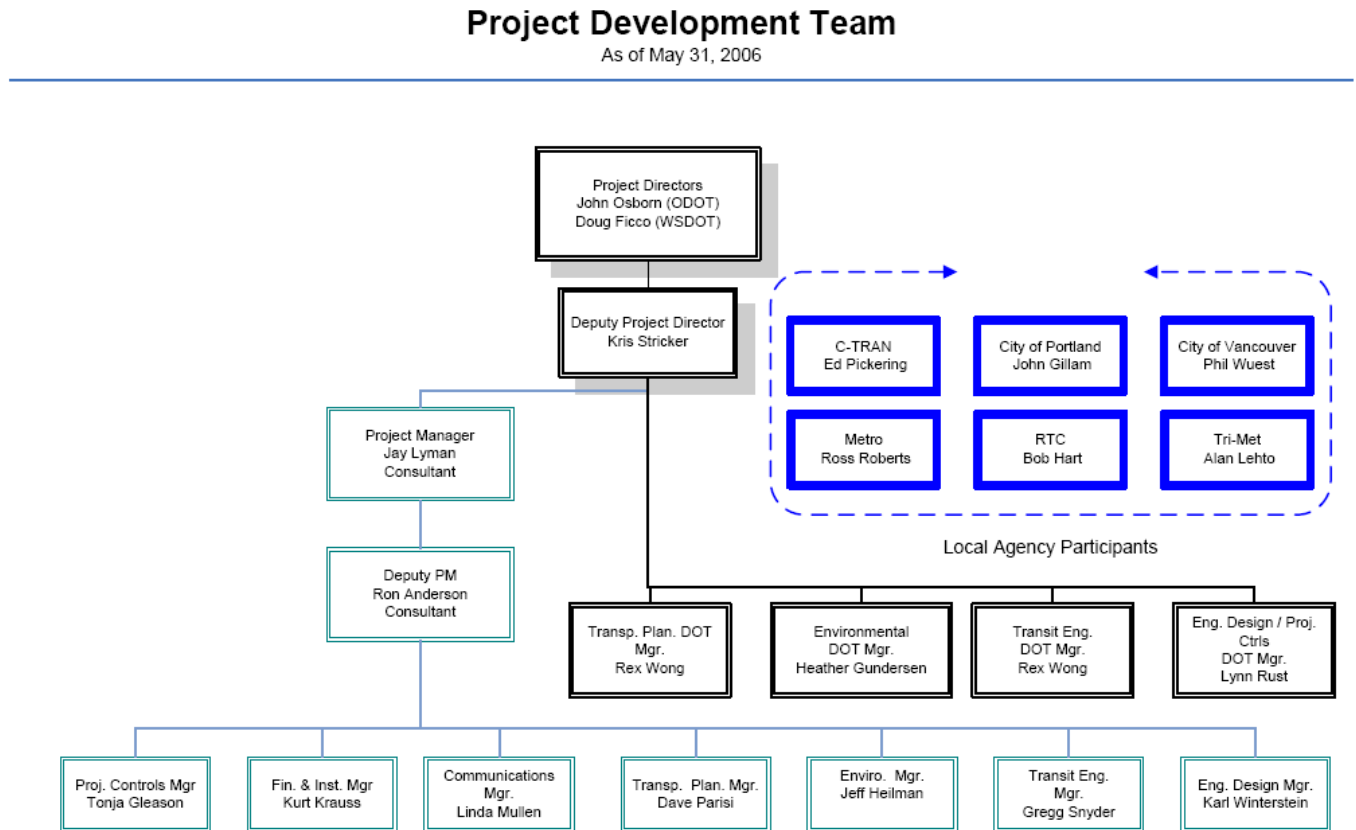 Project Development Team
As of May 31, 2006
Project Directors
John Osborn (ODOT)
Doug Ficco (WSDOT)
Deputy Project Director
Kris Stricker
C-TRAN
Ed Pickering
City of Portland
John Gillam
City of Vancouver
Phil Wuest
Project Manager
Jay Lyman
Consultant
Metro
Ross Roberts
RTC
Bob Hart
Tri-Met
Alan Lehto
Local Agency Participants
Deputy PM
Ron Anderson
Consultant
Transp. Plan. DOT
Mgr.
Rex Wong
Environmental
DOT Mgr.
Heather Gundersen
Transit Eng.
DOT Mgr.
Rex Wong
Eng. Design / Proj.
Ctrls
DOT Mgr.
Lynn Rust
Proj. Controls Mgr
Tonja Gleason
Fin. & Inst. Mgr
Kurt Krauss
Communications
Mgr.
Linda Mullen
Transp. Plan. Mgr.
Dave Parisi
Enviro. Mgr.
Jeff Heilman
Transit Eng.
Mgr.
Gregg Snyder
Eng. Design Mgr.
Karl Winterstein